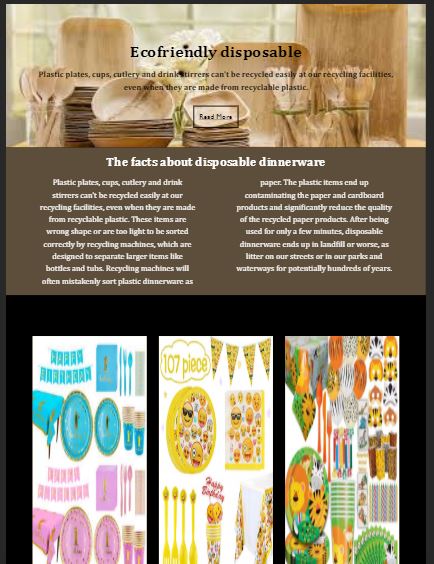 Ecofriendly disposable
Plastic plates, cups, cutlery and drink stirrers can't be recycled easily at our recycling facilities,
even when they are made from recyclable plastic.
Read More
The facts about disposable dinnerware
Plastic plates, cups, cutlery and drink
stirrers can't be recycled easily at our
recycling facilities, even when they are made
from recyclable plastic. These items are
wrong shape or are too light to be sorted
correctly by recycling machines, which are
designed to separate larger items like
bottles and tubs. Recycling machines will
often mistakenly sort plastic dinnerware as
paper. The plastic items end up
contaminating the paper and cardboard
products and significantly reduce the quality
of the recycled paper products. After being
used for only a few minutes, disposable
dinnerware ends up in landfill or worse, as
litter on our streets or in our parks and
waterways for potentially hundreds of years.
107 piece
Happy
Birthday